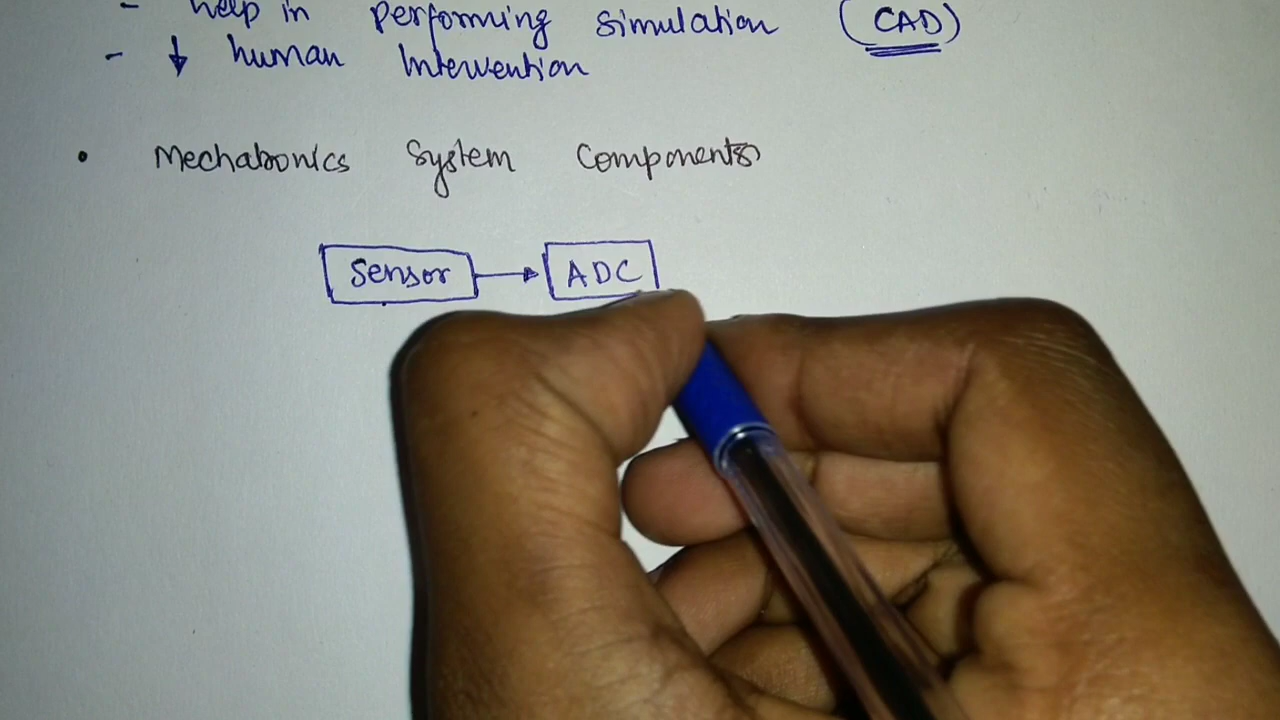 - help in performing simulation (CAD)
- ↓ human Intervention
• Mechatronics System Components
Sensor → ADC